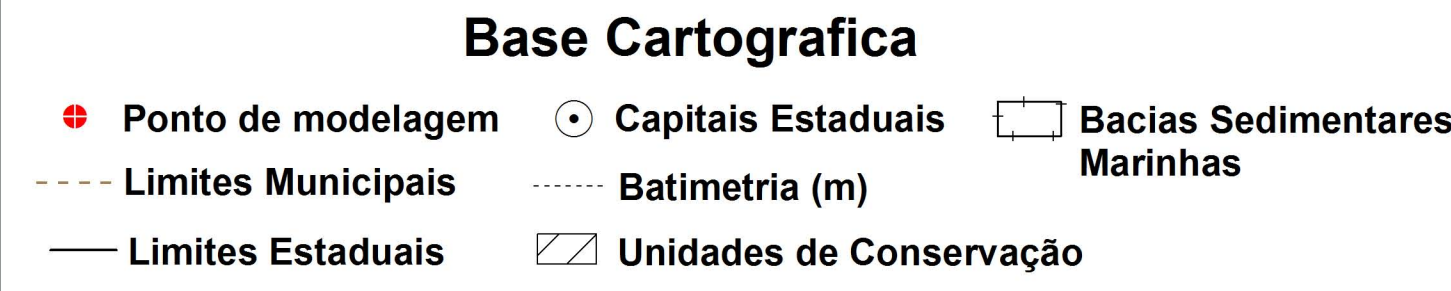 Base Cartografica
Ponto de modelagem
Capitais Estaduais
Bacias Sedimentares
Marinhas
Limites Municipais
Batimetria (m)
Limites Estaduais
Unidades de Conservação